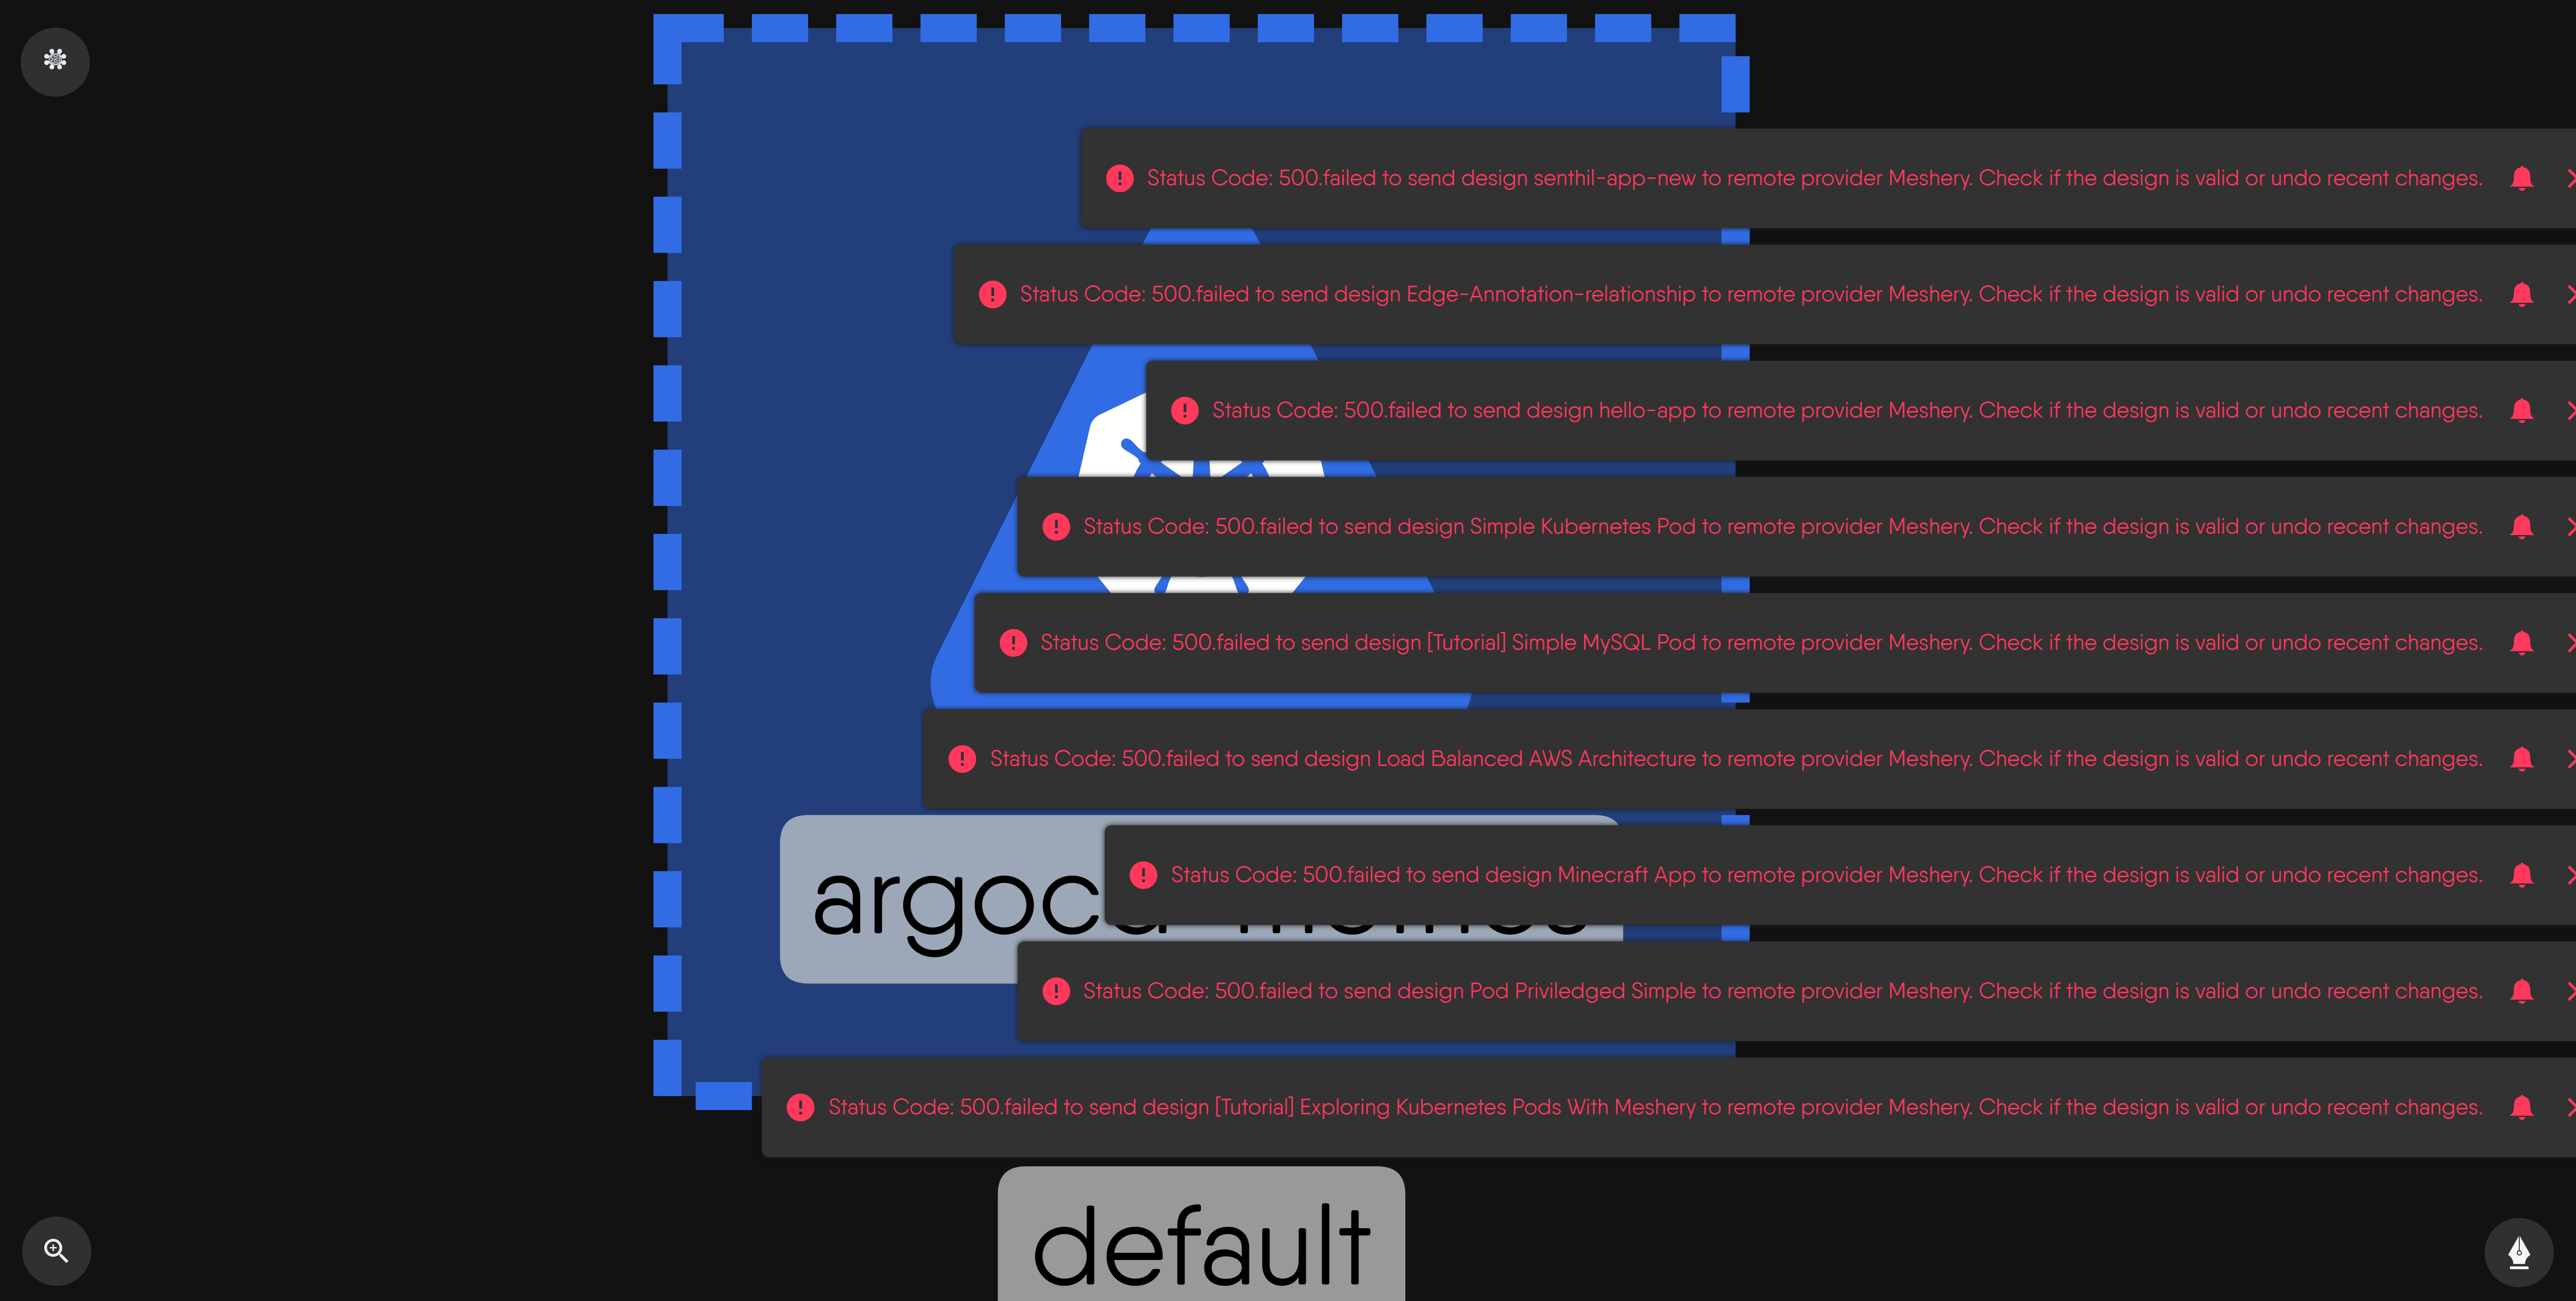 Status Code: 500.failed to send design senthil-app-new to remote provider Meshery. Check if the design is valid or undo recent changes.
Status Code: 500.failed to send design Edge-Annotation-relationship to remote provider Meshery. Check if the design is valid or undo recent changes.
Status Code: 500.failed to send design hello-app to remote provider Meshery. Check if the design is valid or undo recent changes.
Status Code: 500.failed to send design Simple Kubernetes Pod to remote provider Meshery. Check if the design is valid or undo recent changes.
Status Code: 500.failed to send design [Tutorial] Simple MySQL Pod to remote provider Meshery. Check if the design is valid or undo recent changes.
Status Code: 500.failed to send design Load Balanced AWS Architecture to remote provider Meshery. Check if the design is valid or undo recent changes.
Status Code: 500.failed to send design Minecraft App to remote provider Meshery. Check if the design is valid or undo recent changes.
Status Code: 500.failed to send design Pod Priviledged Simple to remote provider Meshery. Check if the design is valid or undo recent changes.
Status Code: 500.failed to send design [Tutorial] Exploring Kubernetes Pods With Meshery to remote provider Meshery. Check if the design is valid or undo recent changes.
default